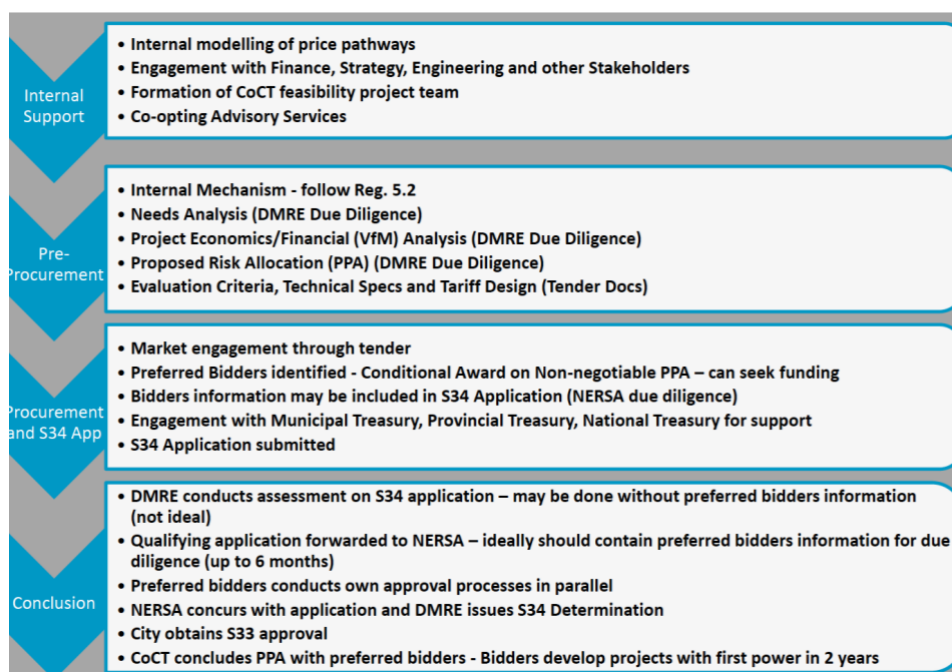 Internal
Support
• Internal modelling of price pathways
• Engagement with Finance, Strategy, Engineering and other Stakeholders
• Formation of CoCT feasibility project team
• Co-opting Advisory Services
Pre-
Procurement
• Internal Mechanism - follow Reg. 5.2
• Needs Analysis (DMRE Due Diligence)
• Project Economics/Financial (VfM) Analysis (DMRE Due Diligence)
• Proposed Risk Allocation (PPA) (DMRE Due Diligence)
• Evaluation Criteria, Technical Specs and Tariff Design (Tender Docs)
Procurement
and S34 App
• Market engagement through tender
• Preferred Bidders identified - Conditional Award on Non-negotiable PPA – can seek funding
• Bidders information may be included in S34 Application (NERSA due diligence)
• Engagement with Municipal Treasury, Provincial Treasury, National Treasury for support
• S34 Application submitted
Conclusion
• DMRE conducts assessment on S34 application – may be done without preferred bidders information
(not ideal)
• Qualifying application forwarded to NERSA – ideally should contain preferred bidders information for due
diligence (up to 6 months)
• Preferred bidders conducts own approval processes in parallel
• NERSA concurs with application and DMRE issues S34 Determination
• City obtains S33 approval
• CoCT concludes PPA with preferred bidders - Bidders develop projects with first power in 2 years